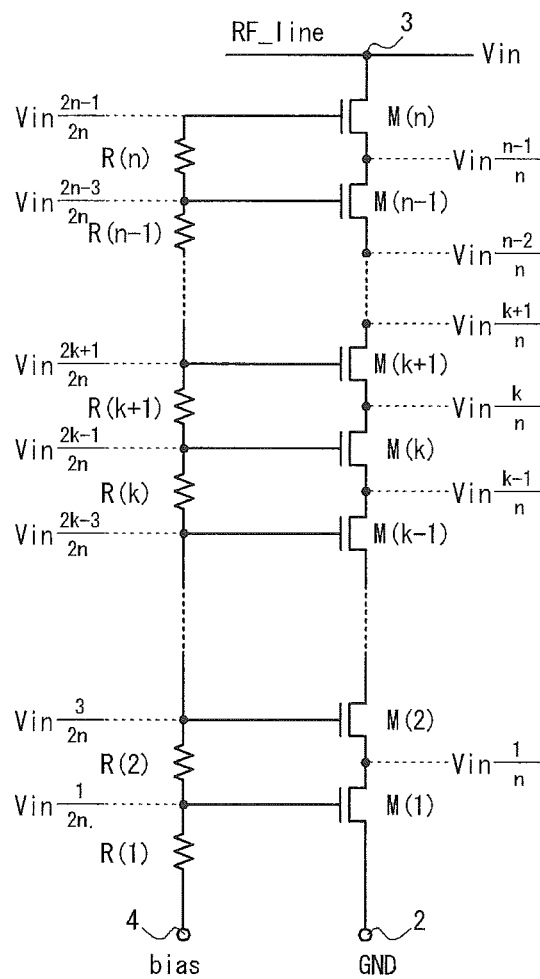 RF_line 3 Vin
Vin 2n-1/2n M(n)
R(n) Vin n-1/n
Vin 2n-3/2n M(n-1)
R(n-1) Vin n-2/n
Vin k+1/n
Vin 2k+1/2n M(k+1)
R(k+1) Vin k/n
Vin 2k-1/2n M(k)
R(k) Vin k-1/n
Vin 2k-3/2n M(k-1)
Vin 3/2n M(2)
R(2) Vin 1/n
Vin 1/2n. M(1)
R(1)
4 2
bias GND